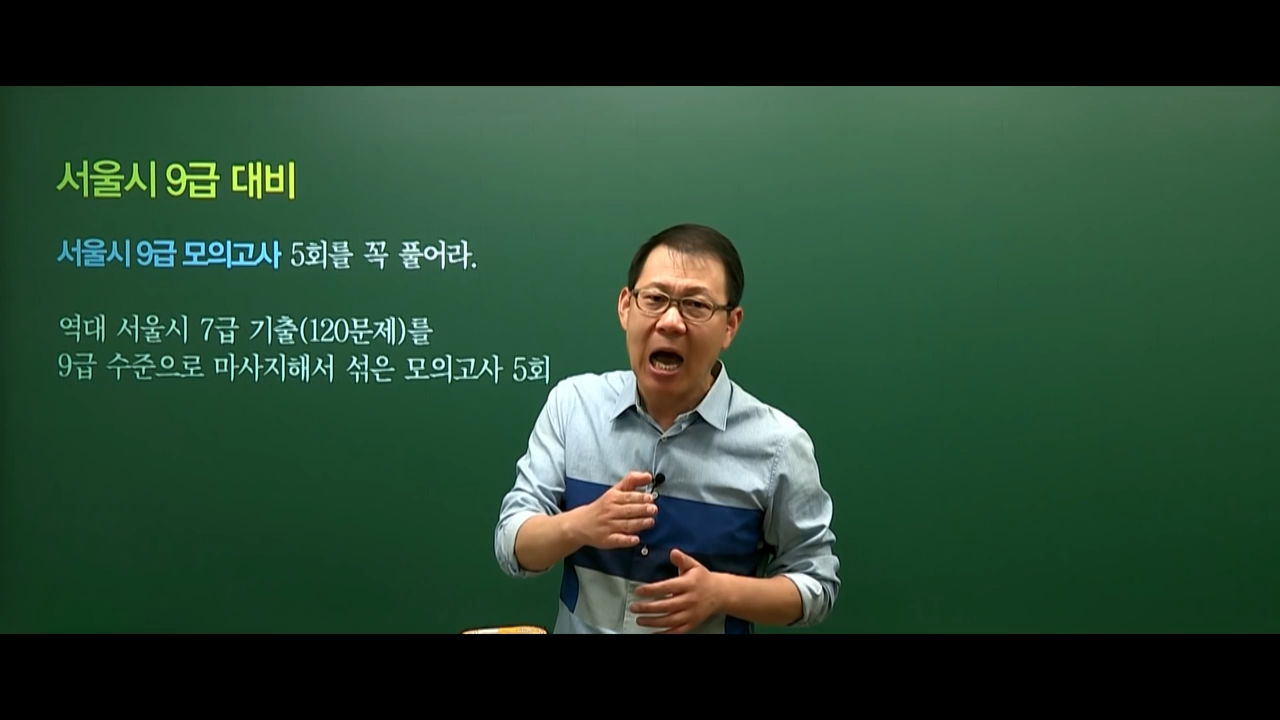 서울시 9급 대비
서울시 9급 모의고사 5회를 꼭 풀어라.
역대 서울시 7급 기출(120문제)를
9급 수준으로 마사지해서 섞은 모의고사 5회